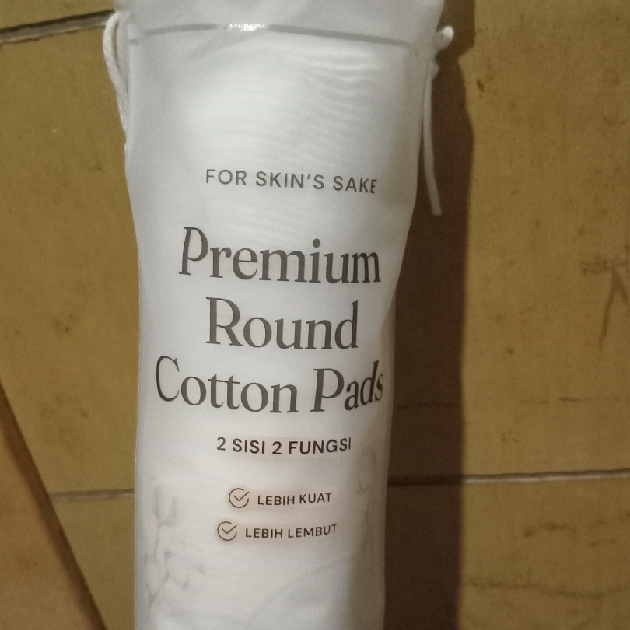 FOR SKIN'S SAKE
Premium
Round
Cotton Pads
2 SISI 2 FUNGSI
LEBIH KUAT
LEBIH LEMBUT